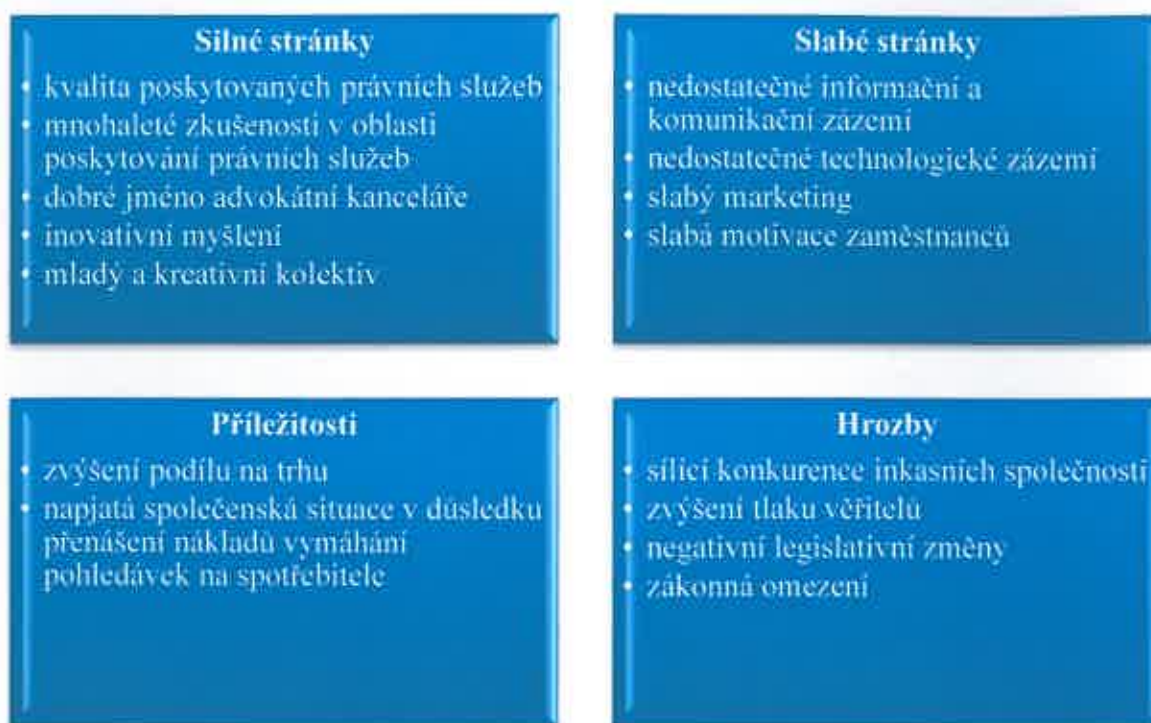 Silné stránky
• kvalita poskytovaných právních služeb
• mnohaleté zkušenosti v oblasti
poskytování právních služeb
• dobré jméno advokátní kanceláře
• inovativní myšlení
• mladý a kreativní kolektiv
Slabé stránky
• nedostatečné informační a
komunikační zázemí
• nedostatečné technologické zázemí
• slabý marketing
• slabá motivace zaměstnanců
Příležitosti
• zvýšení podílu na trhu
• napjatá společenská situace v důsledku
přenášení nákladů vymáhání
pohledávek na spotřebitele
Hrozby
• sílící konkurence inkasních společností
• zvýšení tlaku věřitelů
• negativní legislativní změny
• zákonná omezení